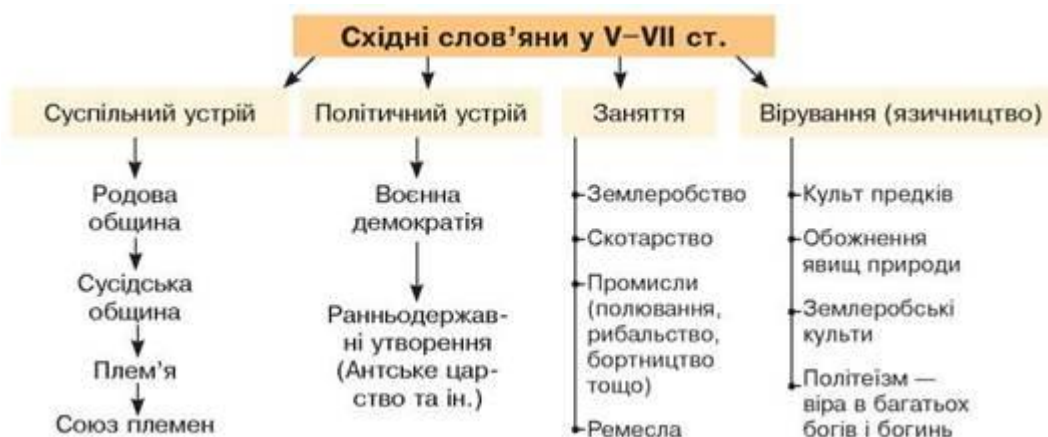 Східні слов’яни у V–VII ст.
Суспільний устрій
Родова
община
Сусідська
община
Плем’я
Союз племен
Політичний устрій
Воєнна
демократія
Ранньодержав-
ні утворення
(Антське цар-
ство та ін.)
Заняття
Землеробство
Скотарство
Промисли
(полювання,
рибальство,
бортництво
тощо)
Ремесла
Вірування (язичництво)
Культ предків
Обожнення
явищ природи
Землеробські
культи
Політеїзм —
віра в багатьох
богів і богинь